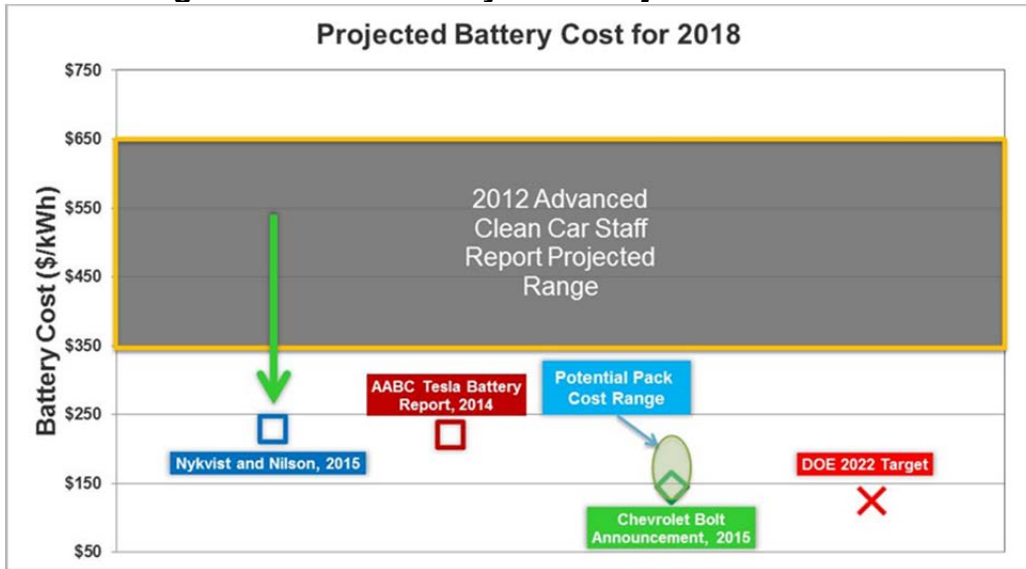 Projected Battery Cost for 2018
$750
$650
$550
$450
$350
$250
$150
$50
Battery Cost ($/kWh)
2012 Advanced
Clean Car Staff
Report Projected
Range
AABC Tesla Battery
Report, 2014
Potential Pack
Cost Range
Nykvist and Nilson, 2015
DOE 2022 Target
Chevrolet Bolt
Announcement, 2015